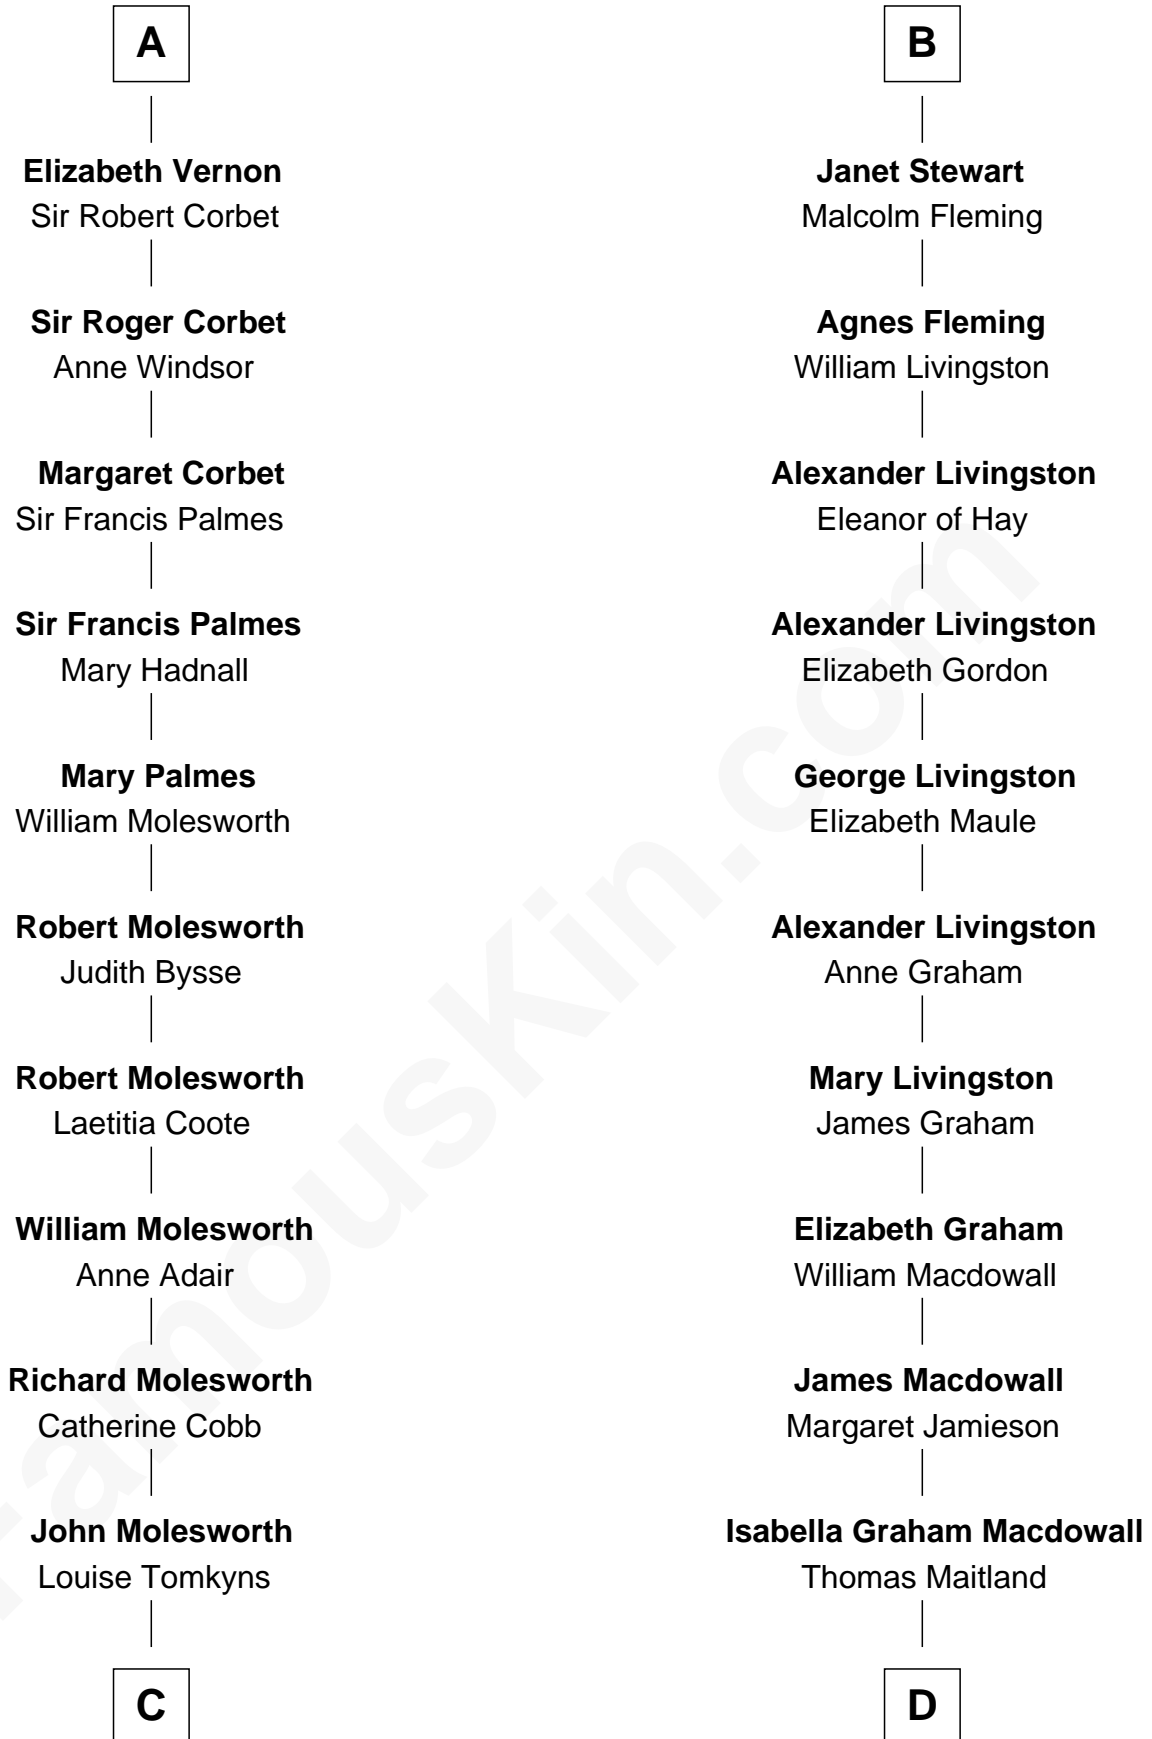 A
Elizabeth Vernon
Sir Robert Corbet
Sir Roger Corbet
Anne Windsor
Margaret Corbet
Sir Francis Palmes
Sir Francis Palmes
Mary Hadnall
Mary Palmes
William Molesworth
Robert Molesworth
Judith Bysse
Robert Molesworth
Laetitia Coote
William Molesworth
Anne Adair
Richard Molesworth
Catherine Cobb
John Molesworth
Louise Tomkyns
C
B
Janet Stewart
Malcolm Fleming
Agnes Fleming
William Livingston
Alexander Livingston
Eleanor of Hay
Alexander Livingston
Elizabeth Gordon
George Livingston
Elizabeth Maule
Alexander Livingston
Anne Graham
Mary Livingston
James Graham
Elizabeth Graham
William Macdowall
James Macdowall
Margaret Jamieson
Isabella Graham Macdowall
Thomas Maitland
D
FamousKin.com